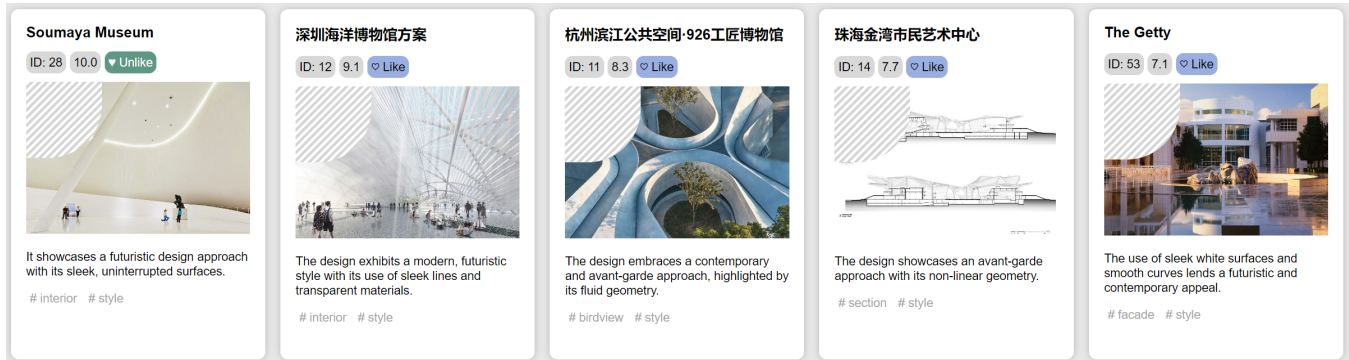 Soumaya Museum
ID: 28 10.0 ♥ Unlike
It showcases a futuristic design approach
with its sleek, uninterrupted surfaces.
# interior # style
深圳海洋博物馆方案
ID: 12 9.1 ♡ Like
The design exhibits a modern, futuristic
style with its use of sleek lines and
transparent materials.
# interior # style
杭州滨江公共空间·926工匠博物馆
ID: 11 8.3 ♡ Like
The design embraces a contemporary
and avant-garde approach, highlighted by
its fluid geometry.
# birdview # style
珠海金湾市民艺术中心
ID: 14 7.7 ♡ Like
The design showcases an avant-garde
approach with its non-linear geometry.
# section # style
The Getty
ID: 53 7.1 ♡ Like
The use of sleek white surfaces and
smooth curves lends a futuristic and
contemporary appeal.
# facade # style